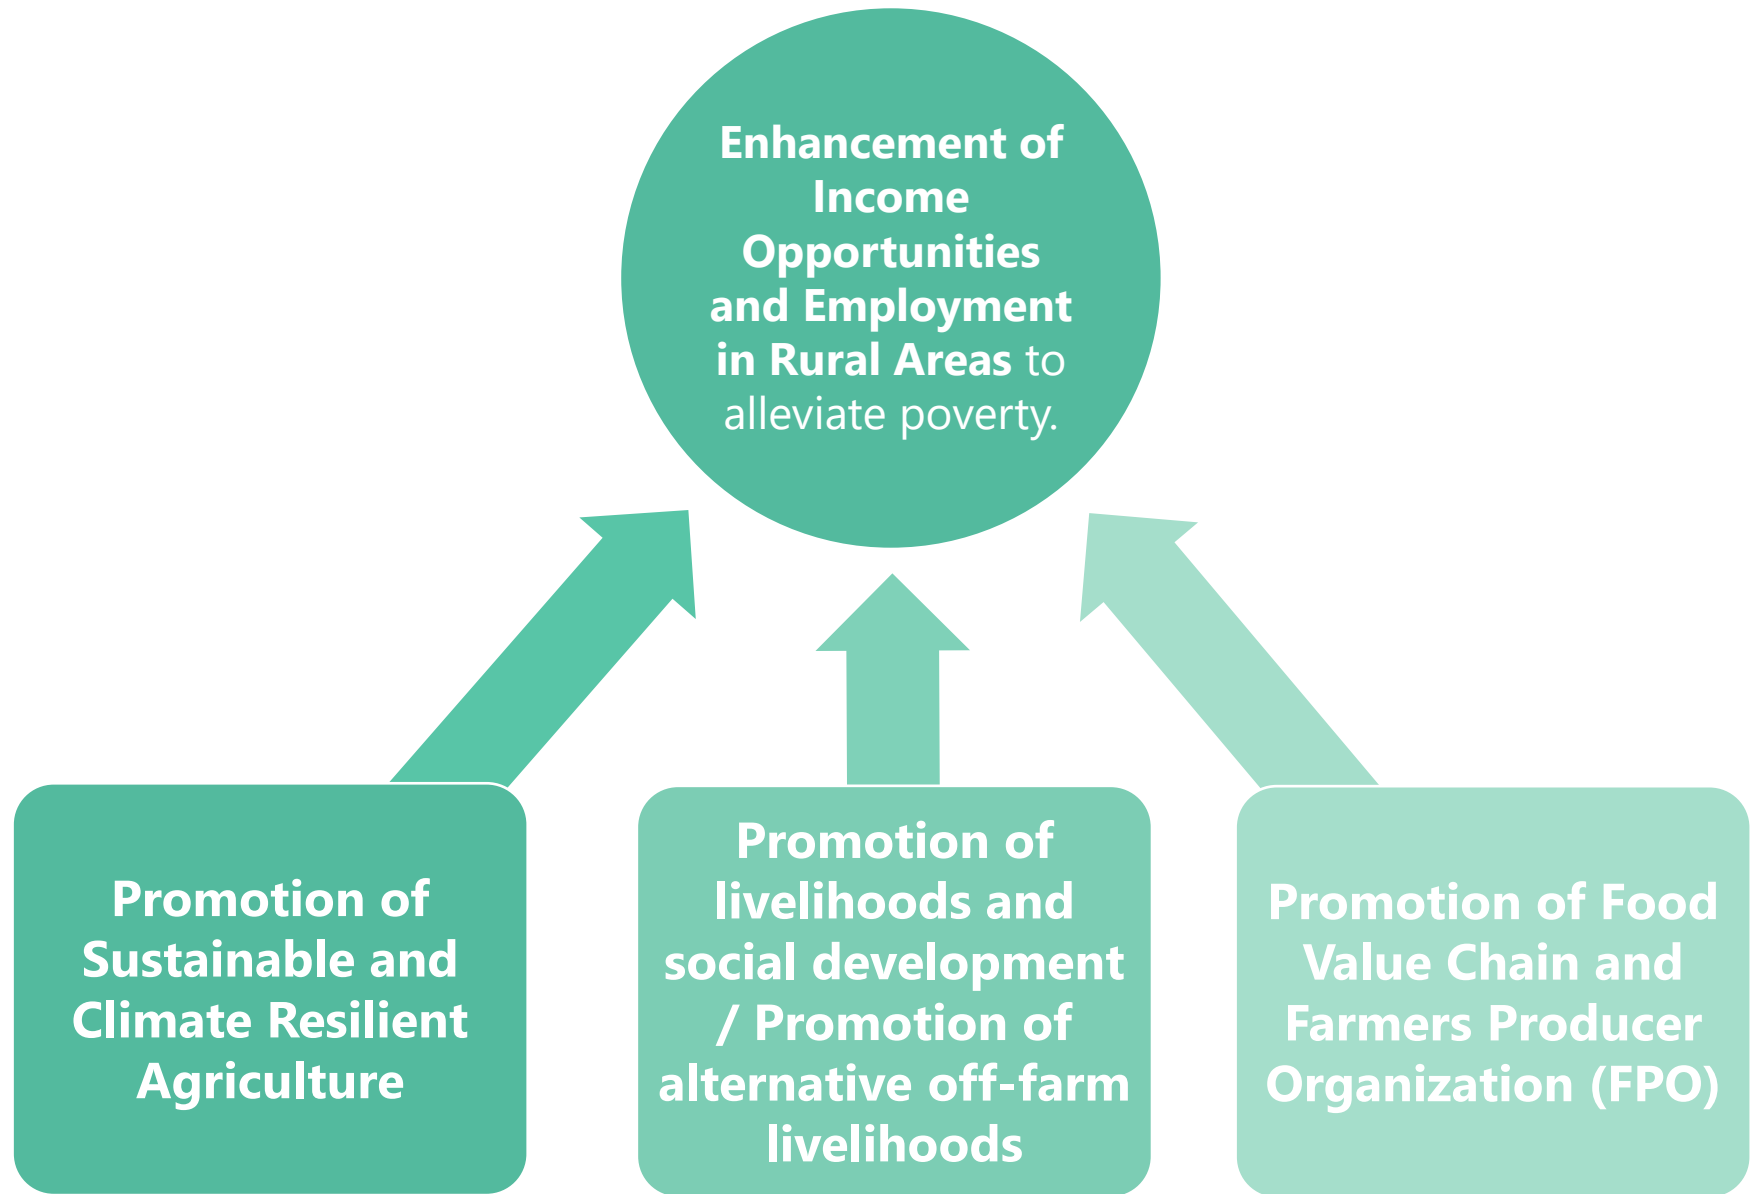 Enhancement of
Income
Opportunities
and Employment
in Rural Areas to
alleviate poverty.
Promotion of
Sustainable and
Climate Resilient
Agriculture
Promotion of
livelihoods and
social development
/ Promotion of
alternative off-farm
livelihoods
Promotion of Food
Value Chain and
Farmers Producer
Organization (FPO)